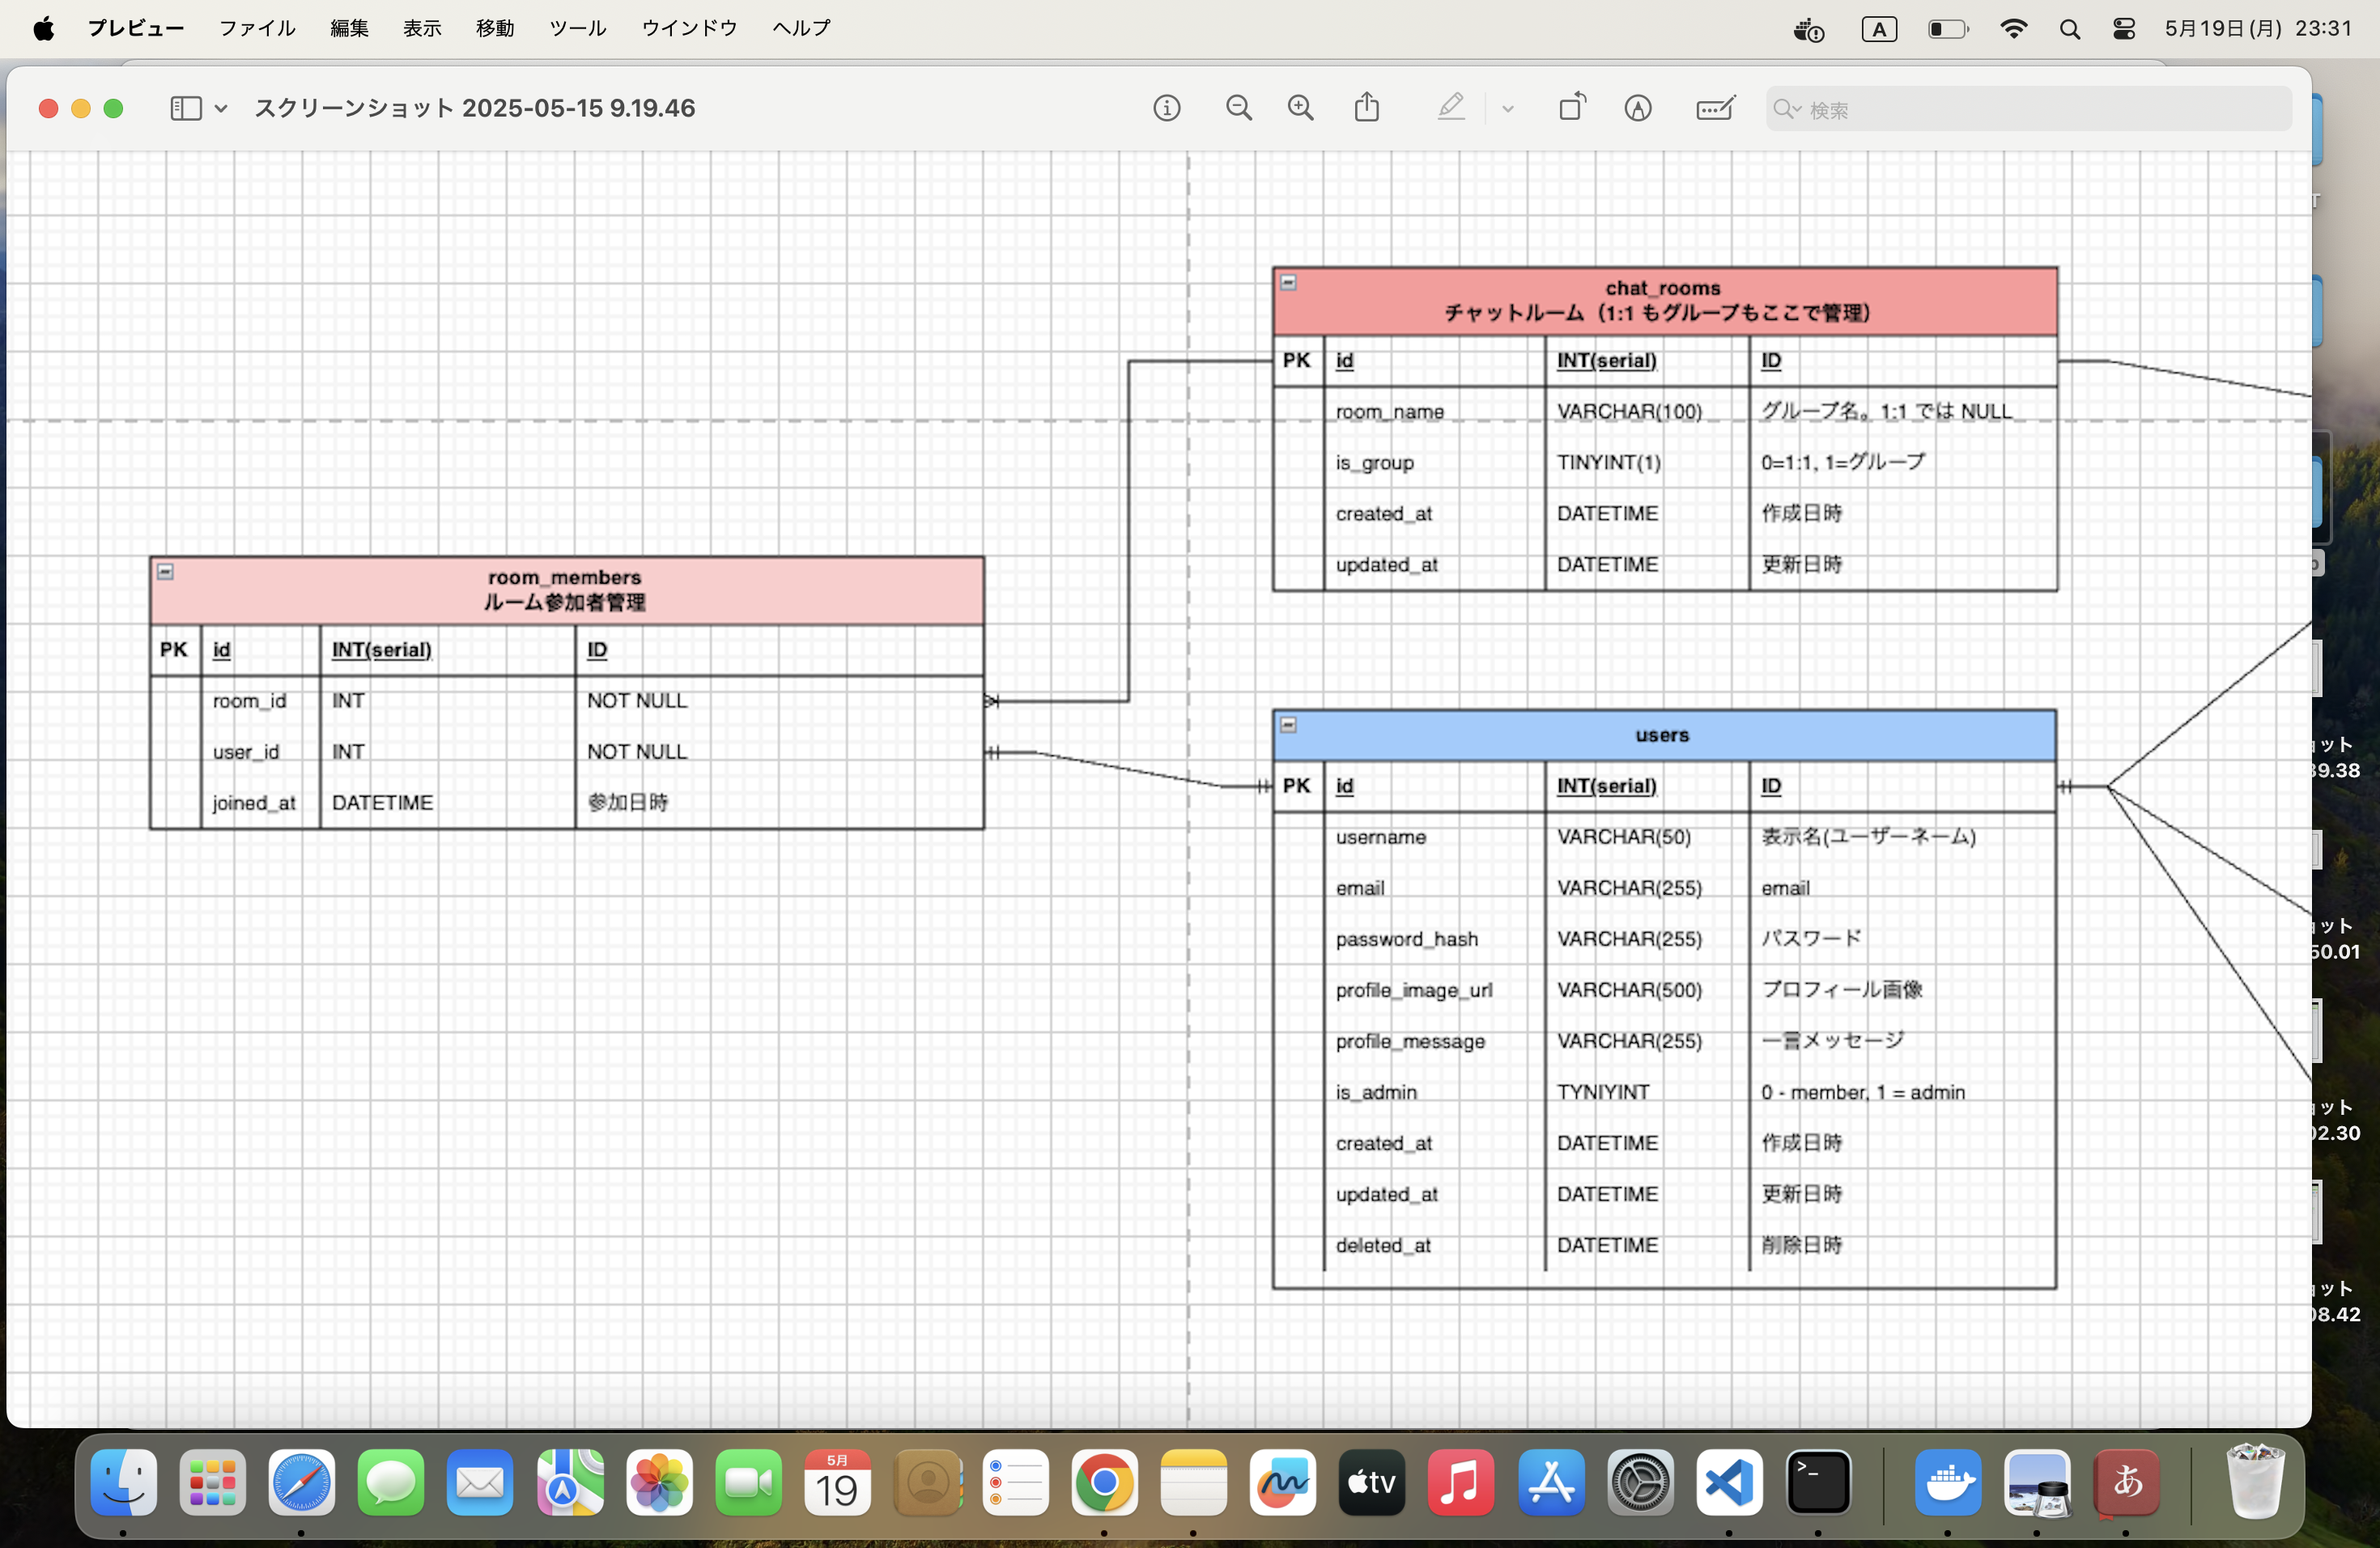 プレビュー ファイル 編集 表示 移動 ツール ウインドウ ヘルプ A 5月19日(月) 23:31
スクリーンショット 2025-05-15 9.19.46 検索
chat_rooms
チャットルーム（1:1 もグループもここで管理）
PK id INT(serial) ID
room_name VARCHAR(100) グループ名。1:1 では NULL
is_group TINYINT(1) 0=1:1, 1=グループ
created_at DATETIME 作成日時
updated_at DATETIME 更新日時
room_members
ルーム参加者管理
PK id INT(serial) ID
room_id INT NOT NULL
user_id INT NOT NULL
joined_at DATETIME 参加日時
users
PK id INT(serial) ID
username VARCHAR(50) 表示名(ユーザーネーム)
email VARCHAR(255) email
password_hash VARCHAR(255) パスワード
profile_image_url VARCHAR(500) プロフィール画像
profile_message VARCHAR(255) 一言メッセージ
is_admin TYNIYINT 0 - member, 1 = admin
created_at DATETIME 作成日時
updated_at DATETIME 更新日時
deleted_at DATETIME 削除日時
ット
39.38
ット
50.01
ット
02.30
ット
08.42
5月
19
tv
あ